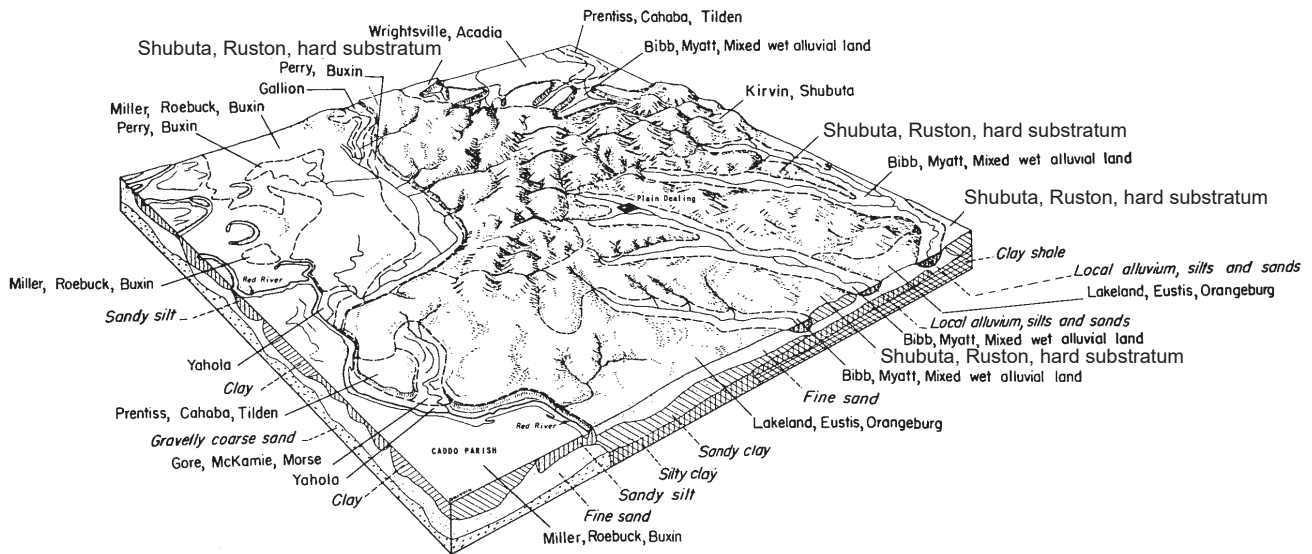 Prentiss, Cahaba, Tilden
Wrightsville, Acadia
Bibb, Myatt, Mixed wet alluvial land
Shubuta, Ruston, hard substratum
Perry, Buxin
Gallion
Kirvin, Shubuta
Miller, Roebuck, Buxin
Perry, Buxin
Shubuta, Ruston, hard substratum
Bibb, Myatt, Mixed wet alluvial land
Plain Dealing
Shubuta, Ruston, hard substratum
Clay shale
Local alluvium, silts and sands
Red River
Miller, Roebuck, Buxin
Lakeland, Eustis, Orangeburg
Sandy silt
Local alluvium, silts and sands
Bibb, Myatt, Mixed wet alluvial land
Shubuta, Ruston, hard substratum
Yahola
Bibb, Myatt, Mixed wet alluvial land
Clay
Fine sand
Prentiss, Cahaba, Tilden
Lakeland, Eustis, Orangeburg
Red River
Gravelly coarse sand
CADDO PARISH
Sandy clay
Gore, McKamie, Morse
Silty clay
Yahola
Sandy silt
Clay
Fine sand
Miller, Roebuck, Buxin